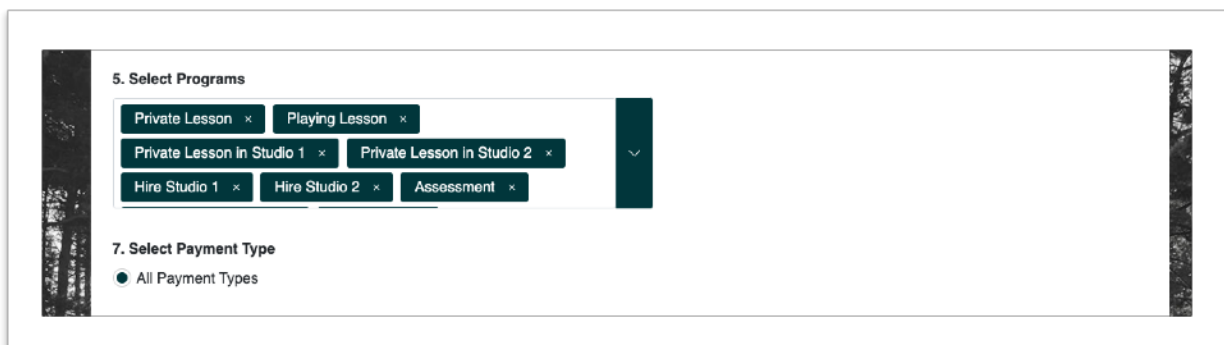 5. Select Programs
Private Lesson × Playing Lesson ×
Private Lesson in Studio 1 × Private Lesson in Studio 2 ×
Hire Studio 1 × Hire Studio 2 × Assessment ×
7. Select Payment Type
All Payment Types